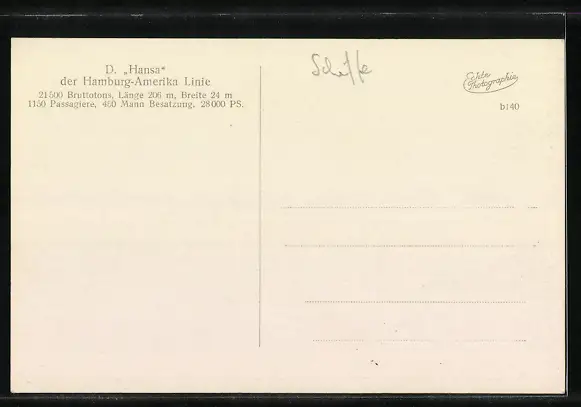 D. „Hansa“
der Hamburg-Amerika Linie
21500 Bruttotons, Länge 206 m, Breite 24 m
1150 Passagiere, 460 Mann Besatzung, 28000 PS.
Schiffe
Echte
Photographie
b140